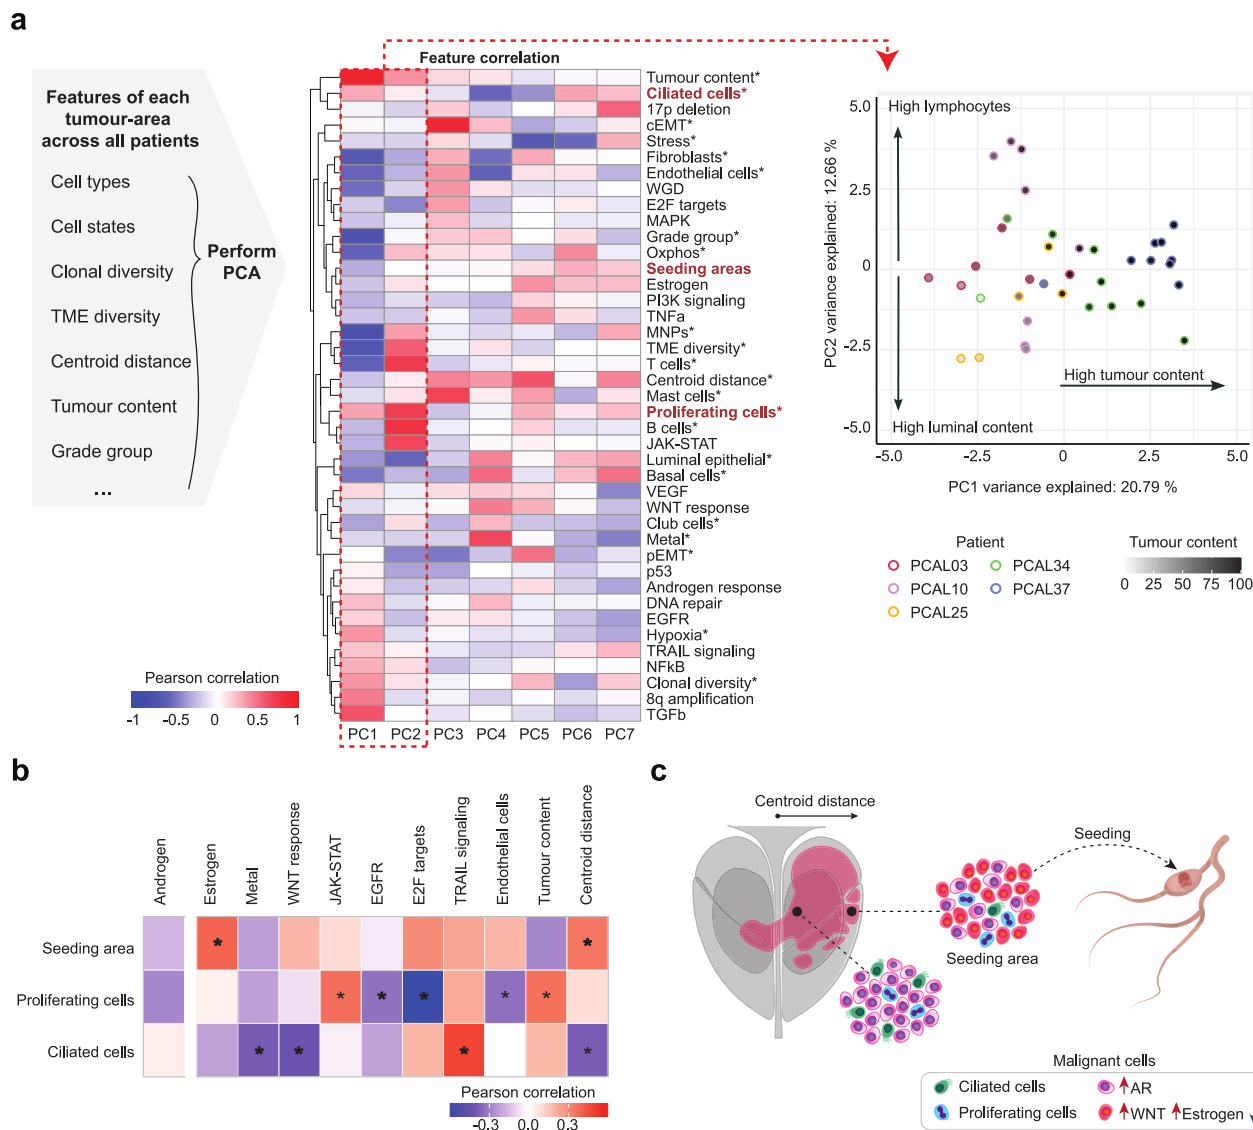 a
Features of each
tumour-area
across all patients
Cell types
Cell states
Clonal diversity
TME diversity
Centroid distance
Tumour content
Grade group
...
Perform
PCA
Feature correlation
Tumour content*
Ciliated cells*
17p deletion
cEMT*
Stress*
Fibroblasts*
Endothelial cells*
WGD
E2F targets
MAPK
Grade group*
Oxphos*
Seeding areas
Estrogen
PI3K signaling
TNFa
MNPs*
TME diversity*
T cells*
Centroid distance*
Mast cells*
Proliferating cells*
B cells*
JAK-STAT
Luminal epithelial*
Basal cells*
VEGF
WNT response
Club cells*
Metal*
pEMT*
p53
Androgen response
DNA repair
EGFR
Hypoxia*
TRAIL signaling
NFkB
Clonal diversity*
8q amplification
TGFb
PC1 PC2 PC3 PC4 PC5 PC6 PC7
Pearson correlation
-1 -0.5 0 0.5 1
High lymphocytes
High tumour content
High luminal content
PC2 variance explained: 12.66 %
5.0
2.5
0
-2.5
-5.0
-5.0 -2.5 0 2.5 5.0
PC1 variance explained: 20.79 %
Patient
PCAL03
PCAL10
PCAL25
PCAL34
PCAL37
Tumour content
0 25 50 75 100
b
Androgen
Estrogen
Metal
WNT response
JAK-STAT
EGFR
E2F targets
TRAIL signaling
Endothelial cells
Tumour content
Centroid distance
Seeding area * *
Proliferating cells * * * * *
Ciliated cells * * * *
Pearson correlation
-0.3 0.0 0.3
c
Centroid distance
Seeding
Seeding area
Malignant cells
Ciliated cells
Proliferating cells
AR
WNT Estrogen